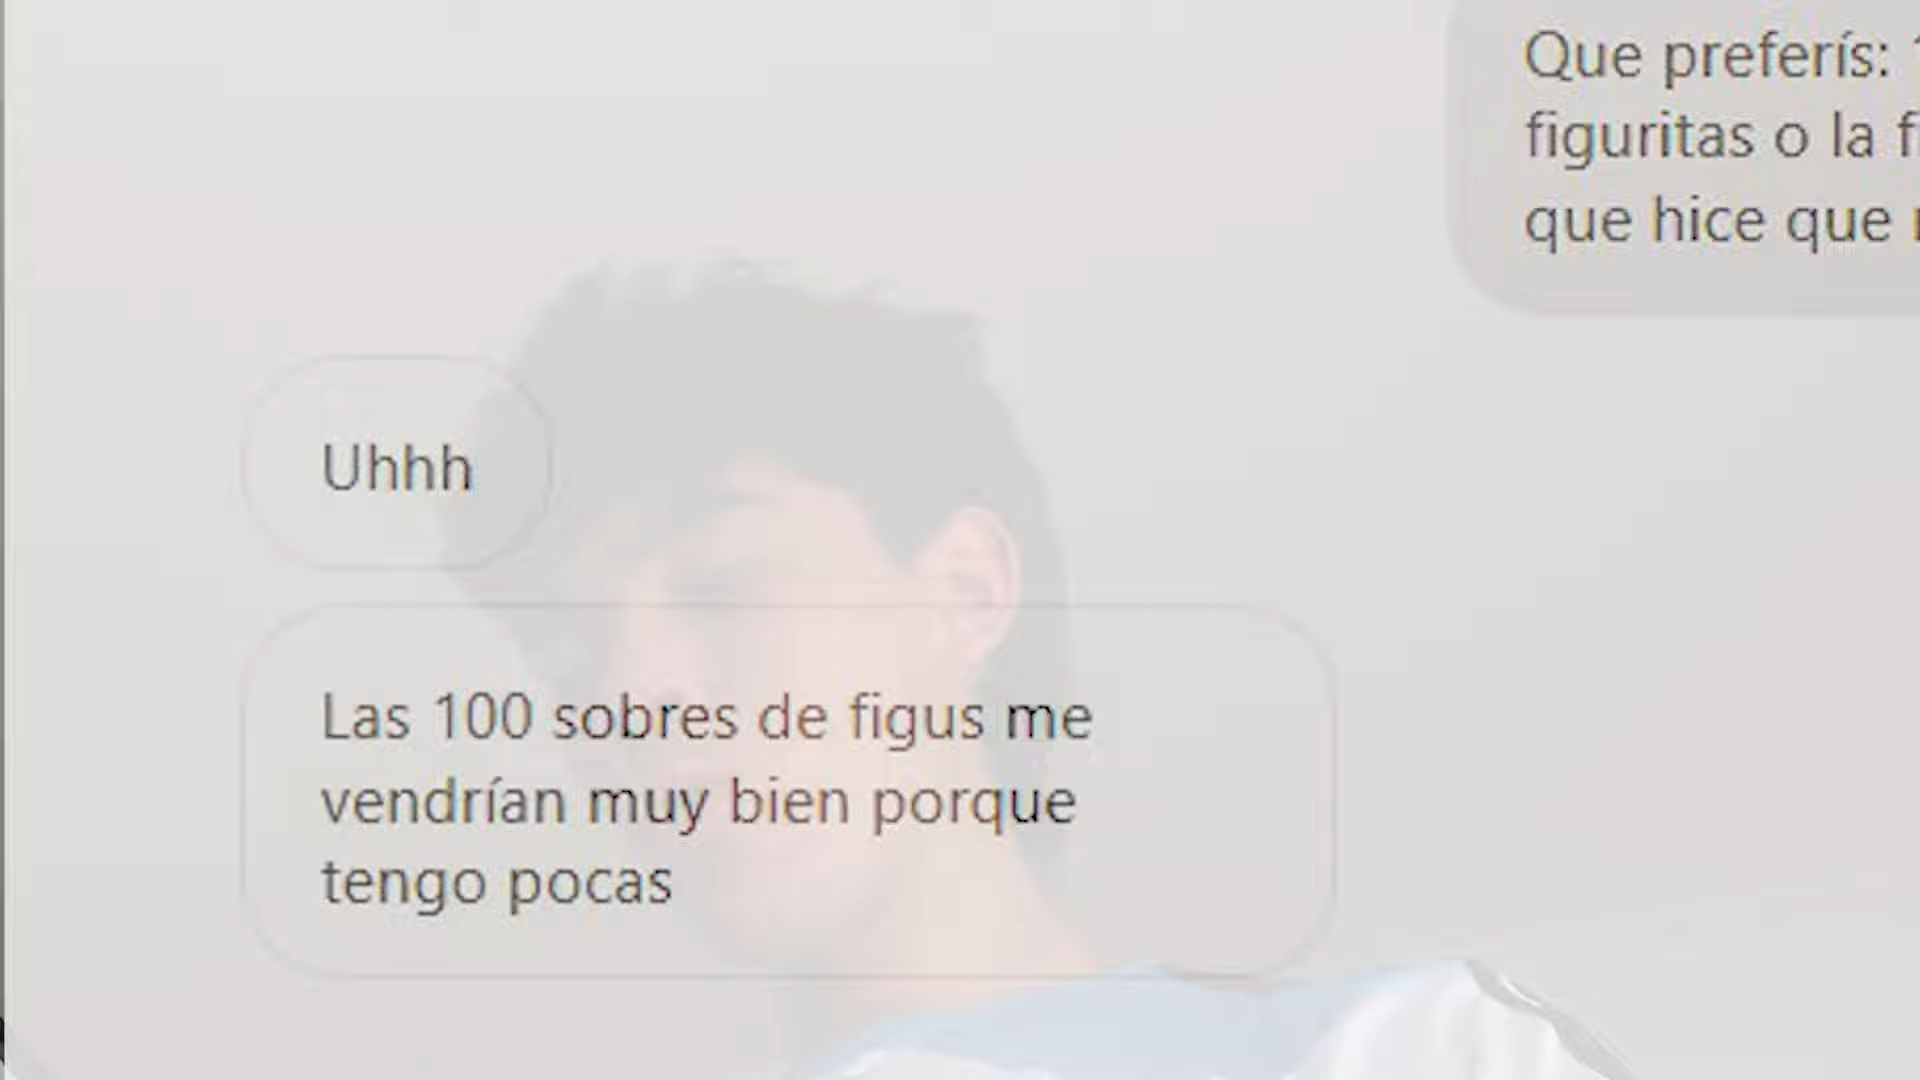 Que preferís:
figuritas o la
que hice que
Uhhh
Las 100 sobres de figus me
vendrían muy bien porque
tengo pocas